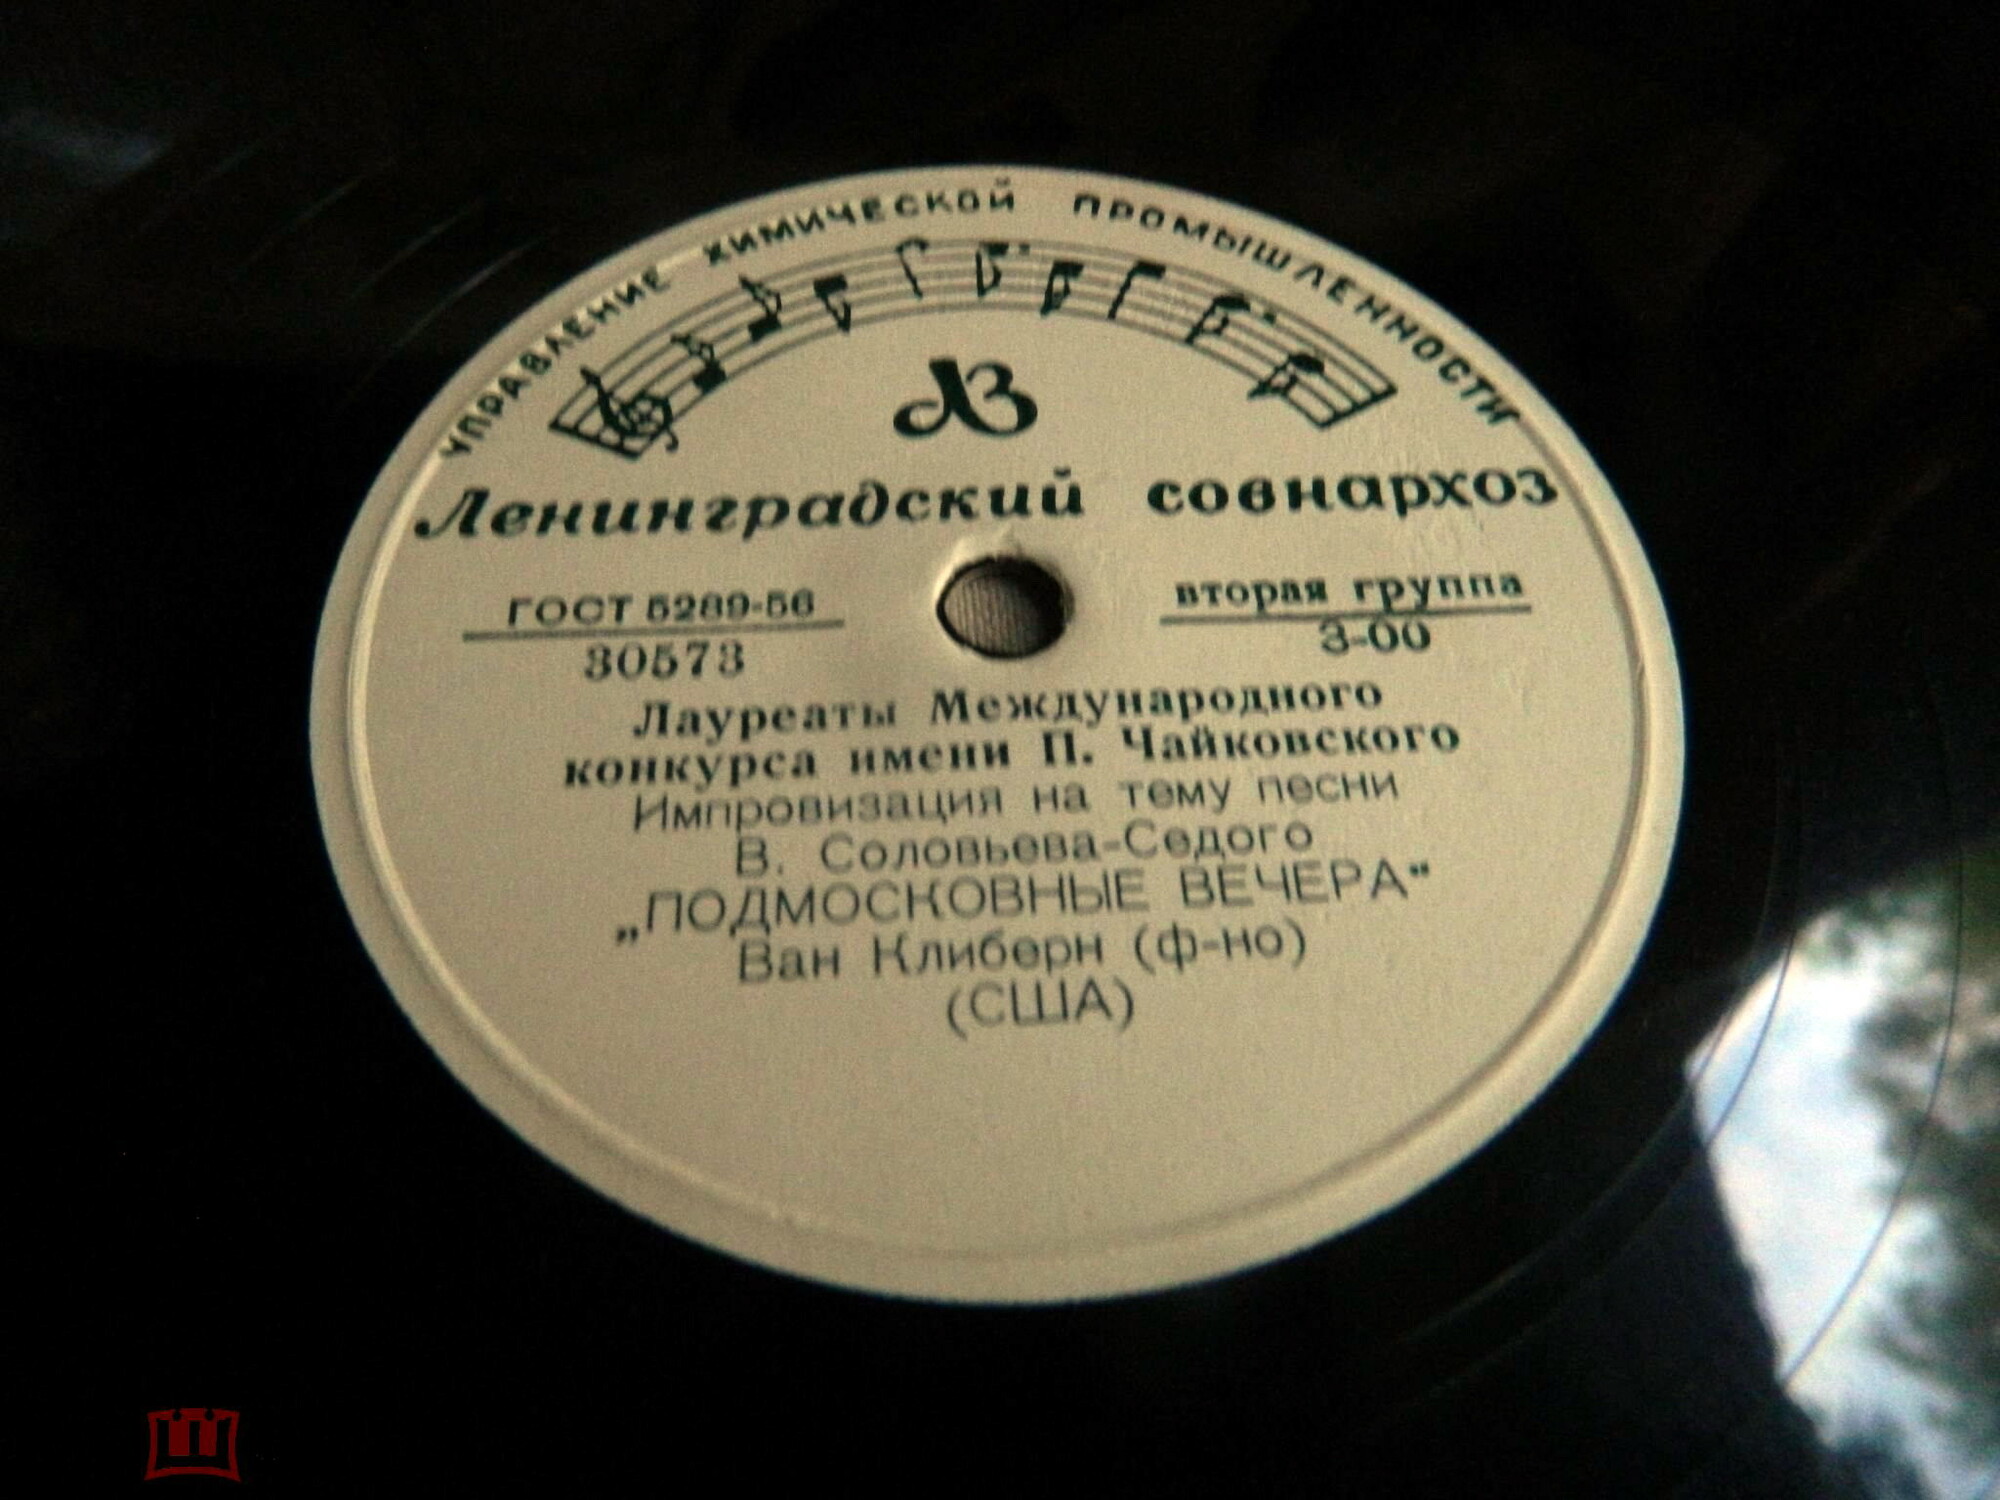 УПРАВЛЕНИЕ ХИМИЧЕСКОЙ ПРОМЫШЛЕННОСТИ
ЛЗ
Ленинградский совнархоз
ГОСТ 5289-56
30573
вторая группа
3-00
Лауреаты Международного
конкурса имени П. Чайковского
Импровизация на тему песни
В. Соловьева-Седого
„ПОДМОСКОВНЫЕ ВЕЧЕРА“
Ван Клиберн (ф-но)
(США)